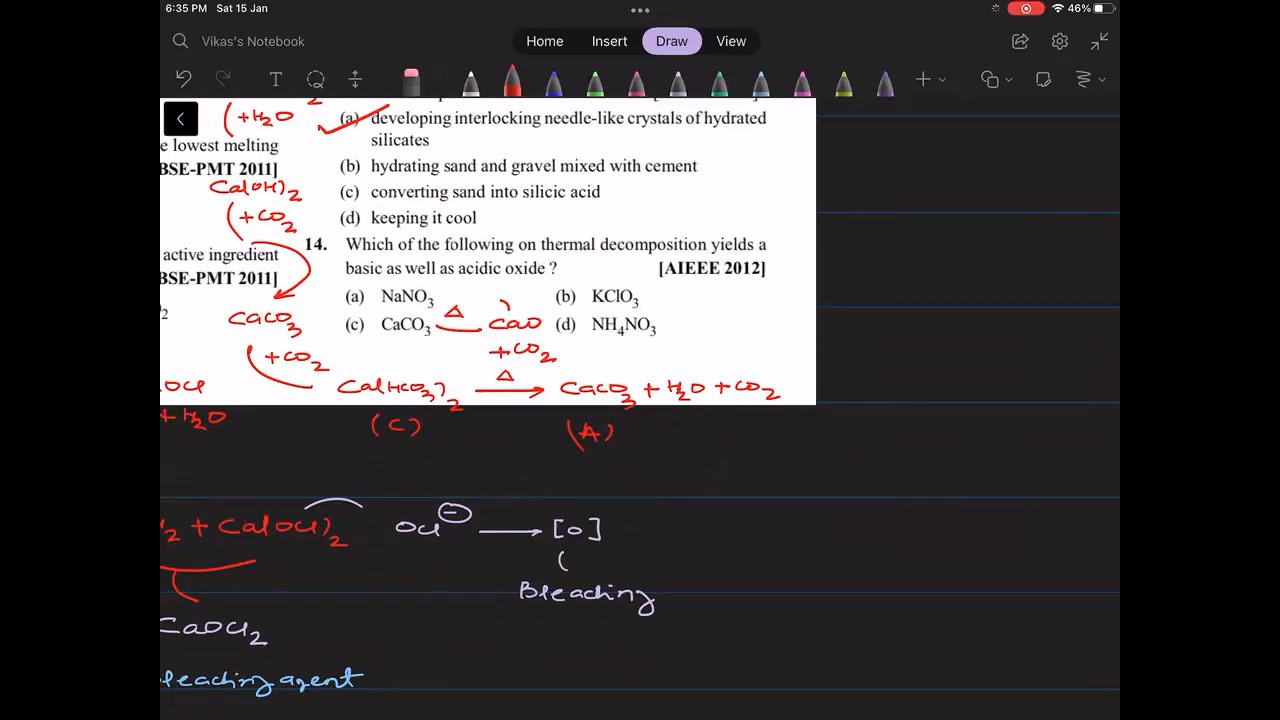 6:35 PM Sat 15 Jan
46%
Vikas's Notebook
Home Insert Draw View
+H₂O
(a) developing interlocking needle-like crystals of hydrated
silicates
e lowest melting
BSE-PMT 2011]
(b) hydrating sand and gravel mixed with cement
Ca(OH)₂
(c) converting sand into silicic acid
+CO₂
(d) keeping it cool
active ingredient
BSE-PMT 2011]
14. Which of the following on thermal decomposition yields a
basic as well as acidic oxide ? [AIEEE 2012]
(a) NaNO₃ (b) KClO₃
CaCO₃
(c) CaCO₃ Δ CaO (d) NH₄NO₃
+CO₂
+CO₂
OCl
Ca(HCO₃)₂ Δ → CaCO₃ + H₂O + CO₂
+ H₂O
(C) (A)
₂ + Ca(OCl)₂ OCl⊖ → [O]
Bleaching
CaOCl₂
leaching agent